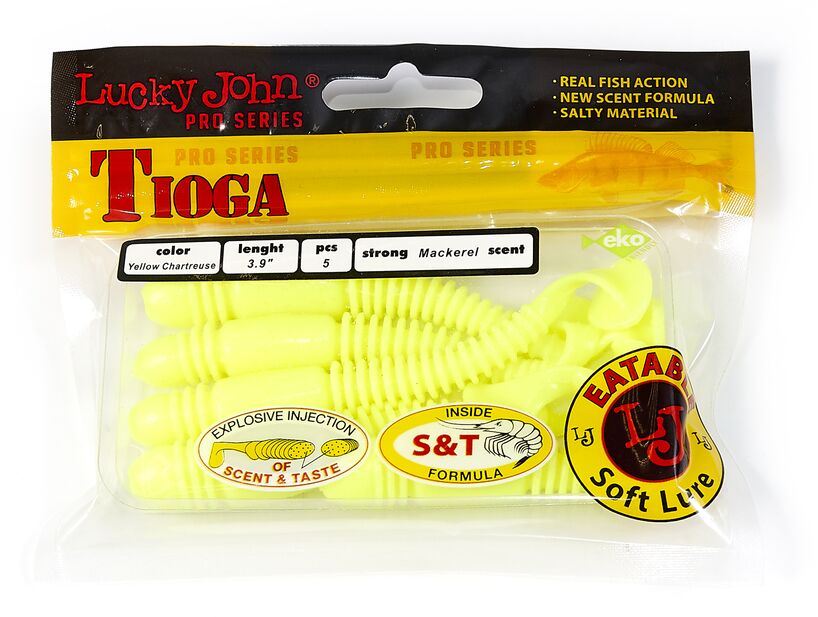 Lucky John®
PRO SERIES
· REAL FISH ACTION
· NEW SCENT FORMULA
· SALTY MATERIAL
PRO SERIES PRO SERIES
TIOGA
eko
color lenght pcs strong Mackerel scent
Yellow Chartreuse 3.9" 5
EXPLOSIVE INJECTION
OF
SCENT & TASTE
INSIDE
S&T
FORMULA
LJ LJ LJ
Soft Lure